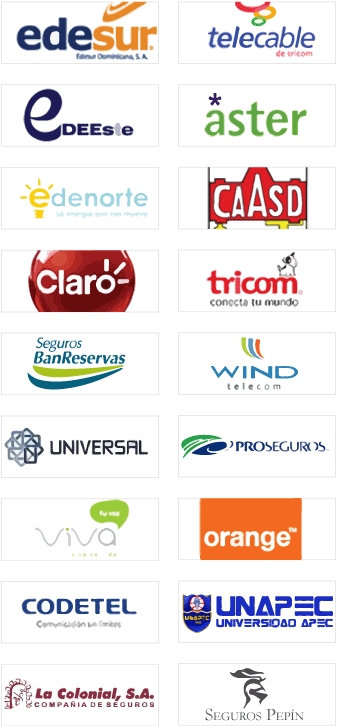 edesur
Edesur Dominicana, S.A.
telecable
de tricom
eDEEste
aster
edenorte
La energía que nos mueve
CAASD
Claro
tricom
conecta tu mundo
Seguros
BanReservas
WIND
telecom
UNIVERSAL
PROSEGUROS
Tu voz
viva
orange™
CODETEL
Comunicación sin límites
UNAPEC
UNIVERSIDAD APEC
UNAPEC
La Colonial, S.A.
COMPAÑIA DE SEGUROS
SEGUROS PEPÍN